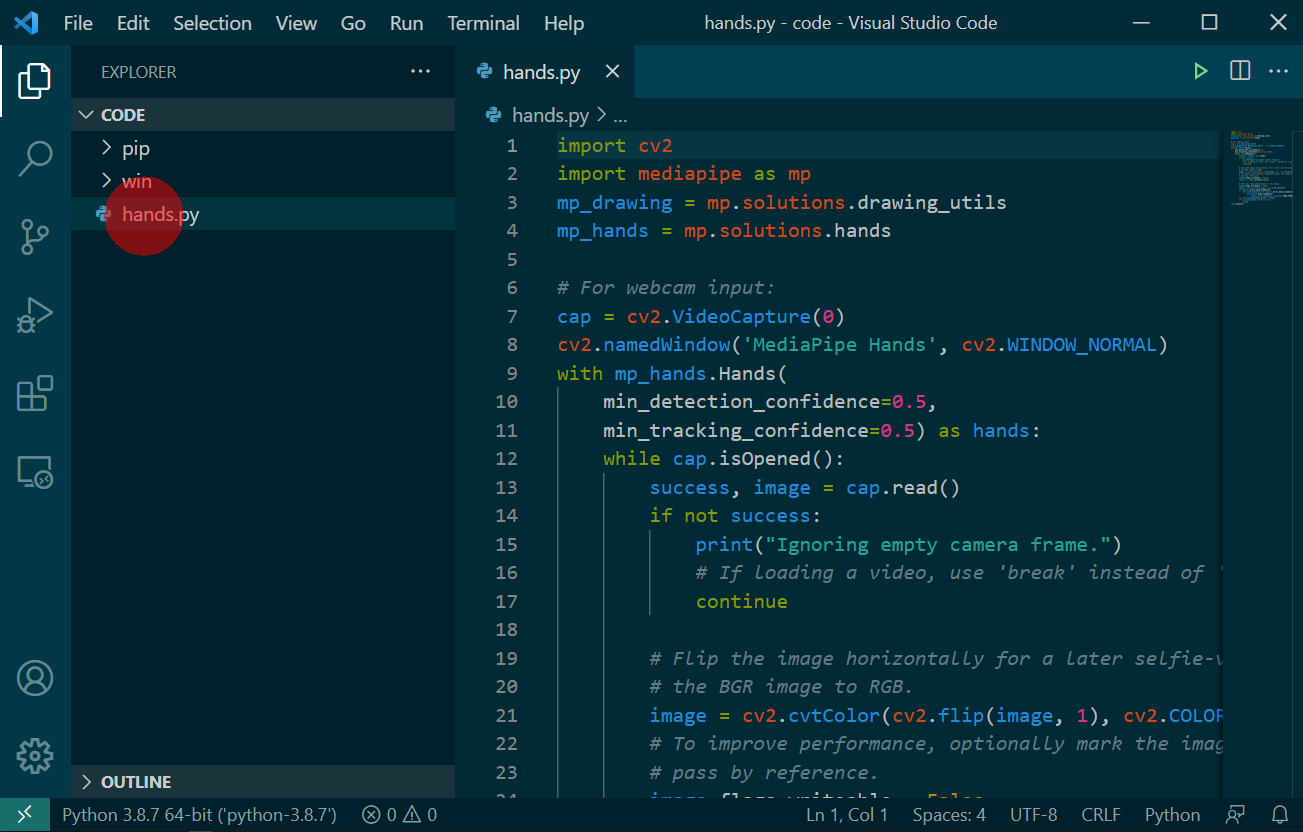 File Edit Selection View Go Run Terminal Help hands.py - code - Visual Studio Code
EXPLORER
CODE
pip
win
hands.py
OUTLINE
hands.py
hands.py > ...
1 import cv2
2 import mediapipe as mp
3 mp_drawing = mp.solutions.drawing_utils
4 mp_hands = mp.solutions.hands
5
6 # For webcam input:
7 cap = cv2.VideoCapture(0)
8 cv2.namedWindow('MediaPipe Hands', cv2.WINDOW_NORMAL)
9 with mp_hands.Hands(
10 min_detection_confidence=0.5,
11 min_tracking_confidence=0.5) as hands:
12 while cap.isOpened():
13 success, image = cap.read()
14 if not success:
15 print("Ignoring empty camera frame.")
16 # If loading a video, use 'break' instead of '
17 continue
18
19 # Flip the image horizontally for a later selfie-v
20 # the BGR image to RGB.
21 image = cv2.cvtColor(cv2.flip(image, 1), cv2.COLOR
22 # To improve performance, optionally mark the imag
23 # pass by reference.
Python 3.8.7 64-bit ('python-3.8.7') 0 0 Ln 1, Col 1 Spaces: 4 UTF-8 CRLF Python